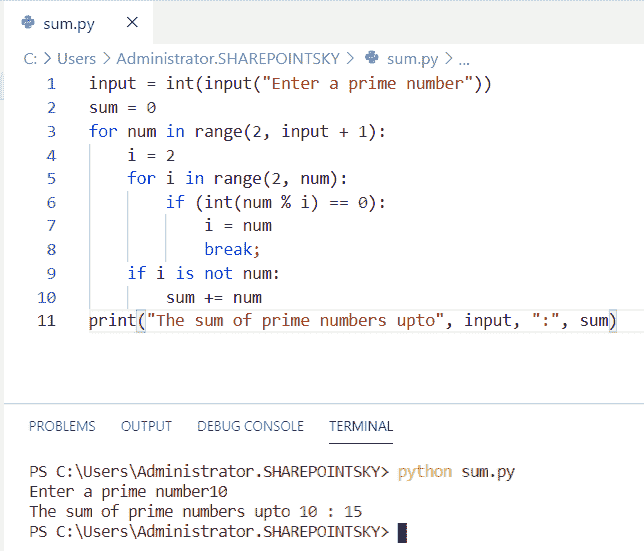 sum.py
C: > Users > Administrator.SHAREPOINTSKY > sum.py > ...
1 input = int(input("Enter a prime number"))
2 sum = 0
3 for num in range(2, input + 1):
4     i = 2
5     for i in range(2, num):
6         if (int(num % i) == 0):
7             i = num
8             break;
9     if i is not num:
10         sum += num
11 print("The sum of prime numbers upto", input, ":", sum)
PROBLEMS OUTPUT DEBUG CONSOLE TERMINAL
PS C:\Users\Administrator.SHAREPOINTSKY> python sum.py
Enter a prime number10
The sum of prime numbers upto 10 : 15
PS C:\Users\Administrator.SHAREPOINTSKY>